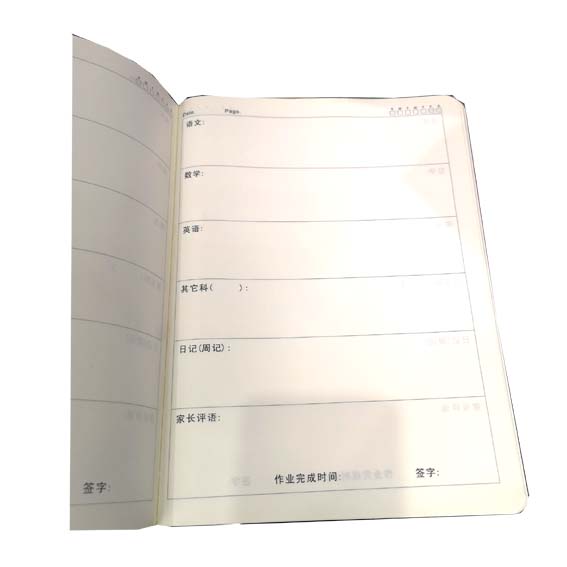 Date. Page.
语文:
数学:
英语:
其它科( ):
日记(周记):
家长评语:
作业完成时间: 签字:
签字: